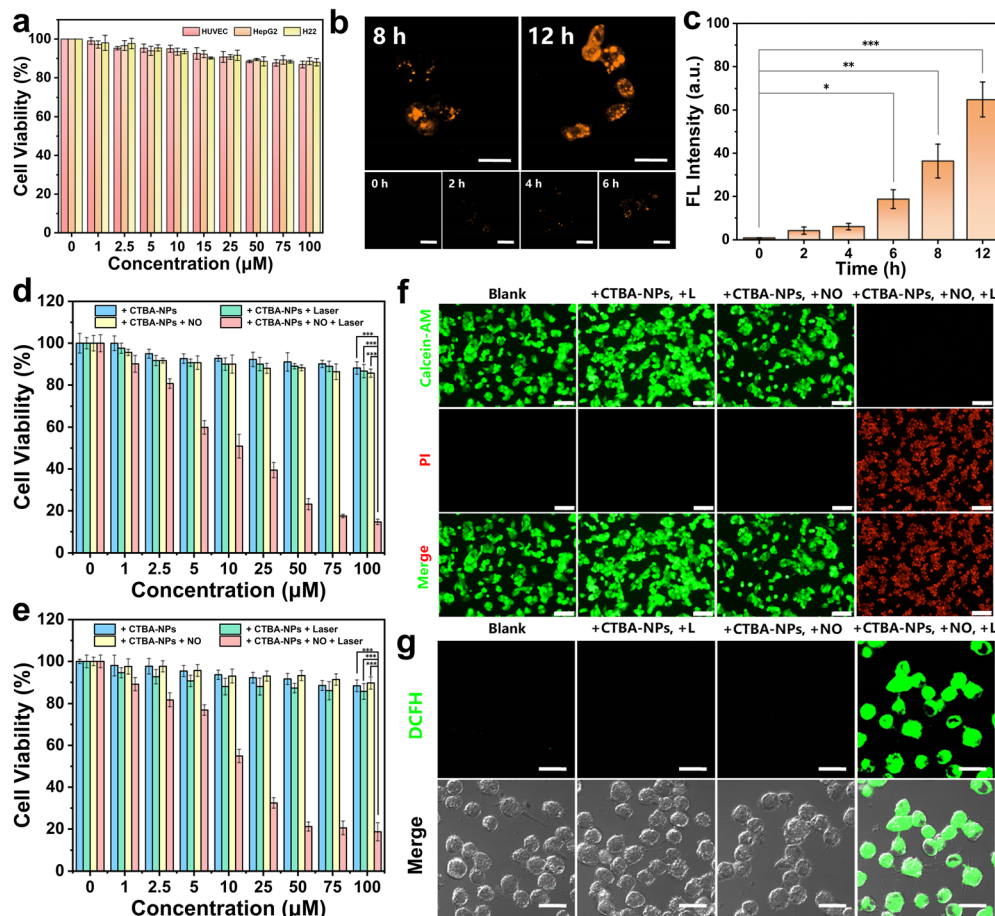 a
HUVEC HepG2 H22
Cell Viability (%)
100
80
60
40
20
0
0 1 2.5 5 10 15 25 50 75 100
Concentration (μM)
b
8 h 12 h
0 h 2 h 4 h 6 h
c
FL Intensity (a.u.)
100
80
60
40
20
0
***
**
*
0 2 4 6 8 12
Time (h)
d
+ CTBA-NPs + CTBA-NPs + Laser
+ CTBA-NPs + NO + CTBA-NPs + NO + Laser
***
***
***
Cell Viability (%)
120
100
80
60
40
20
0
0 1 2.5 5 10 25 50 75 100
Concentration (μM)
e
+ CTBA-NPs + CTBA-NPs + Laser
+ CTBA-NPs + NO + CTBA-NPs + NO + Laser
***
***
***
Cell Viability (%)
120
100
80
60
40
20
0
0 1 2.5 5 10 25 50 75 100
Concentration (μM)
f
Blank +CTBA-NPs, +L +CTBA-NPs, +NO +CTBA-NPs, +NO, +L
Calcein-AM
PI
Merge
g
Blank +CTBA-NPs, +L +CTBA-NPs, +NO +CTBA-NPs, +NO, +L
DCFH
Merge